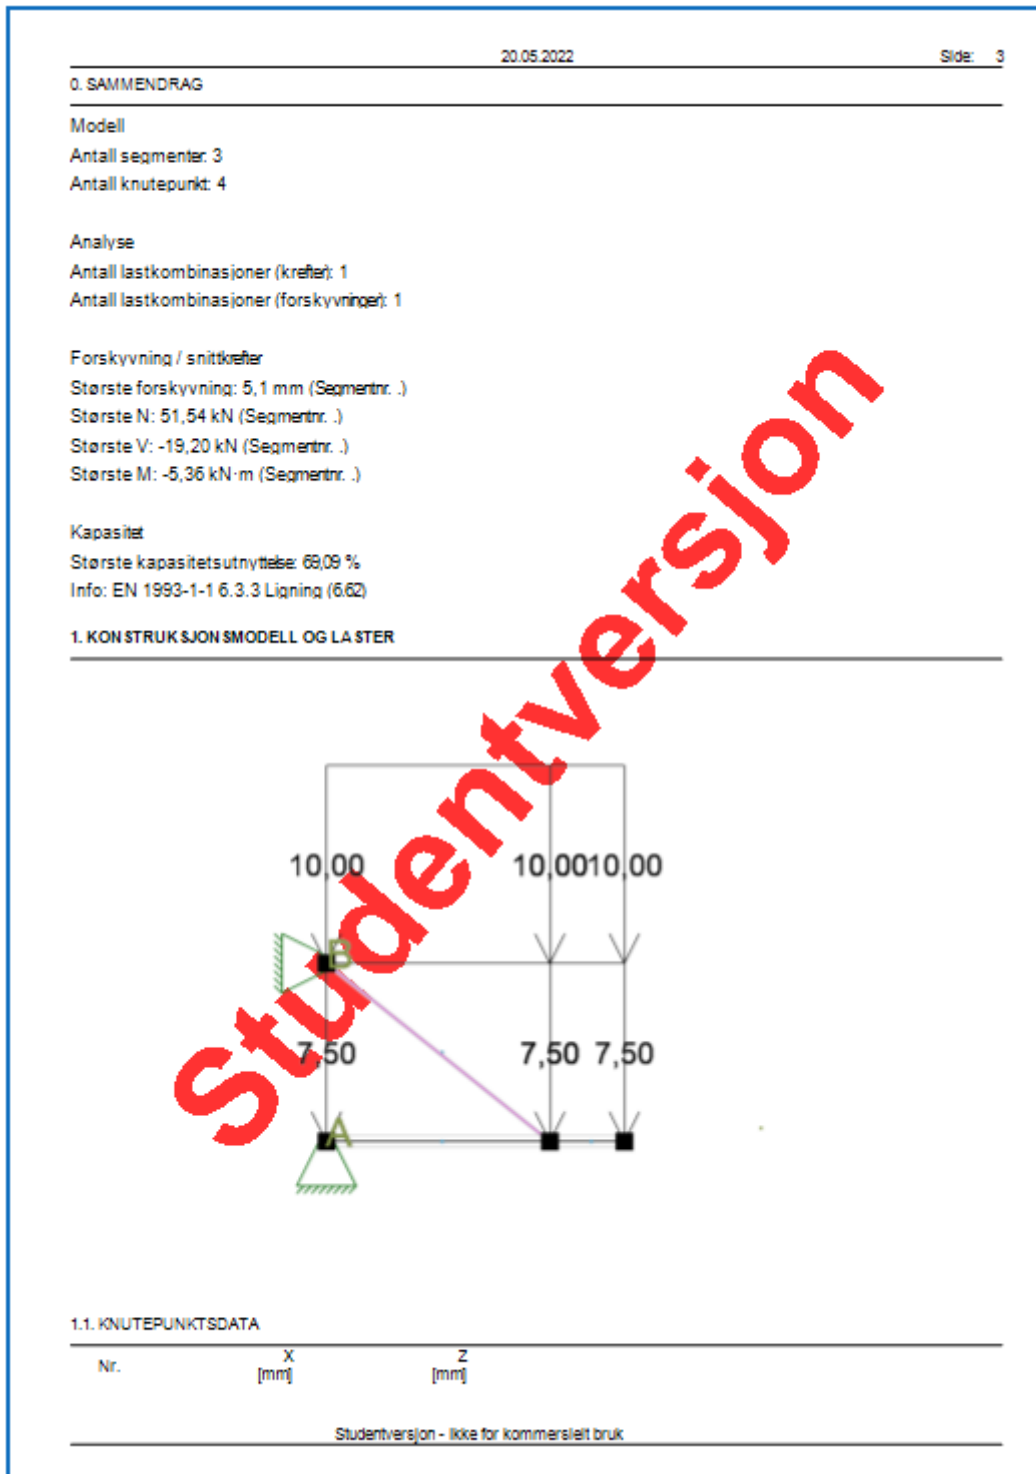 20.05.2022 Side: 3
0. SAMMENDRAG
Modell
Antall segmenter: 3
Antall knutepunkt: 4
Analyse
Antall lastkombinasjoner (krefter): 1
Antall lastkombinasjoner (forskyvninger): 1
Forskyvning / snittkrefter
Største forskyvning: 5,1 mm (Segmentnr. .)
Største N: 51,54 kN (Segmentnr. .)
Største V: -19,20 kN (Segmentnr. .)
Største M: -5,36 kN·m (Segmentnr. .)
Kapasitet
Største kapasitetsutnyttelse: 69,09 %
Info: EN 1993-1-1 6.3.3 Ligning (6.62)
1. KONSTRUKSJONSMODELL OG LASTER
Studentversjon
10,00 10,00 10,00
B
7,50 7,50 7,50
A
1.1. KNUTEPUNKTSDATA
Nr. X Z
[mm] [mm]
Studentversjon - Ikke for kommersielt bruk